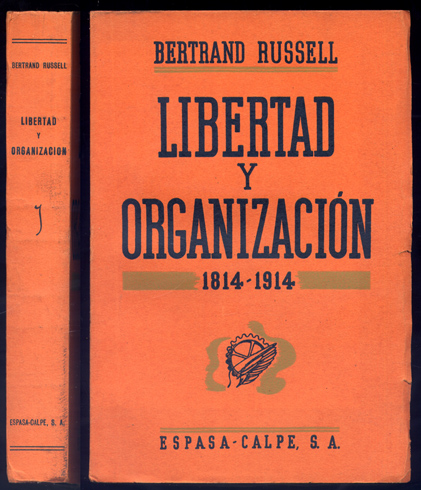 BERTRAND RUSSELL
LIBERTAD
Y
ORGANIZACION
ESPASA-CALPE, S. A.
BERTRAND RUSSELL
LIBERTAD
Y
ORGANIZACIÓN
1814-1914
ESPASA-CALPE, S. A.